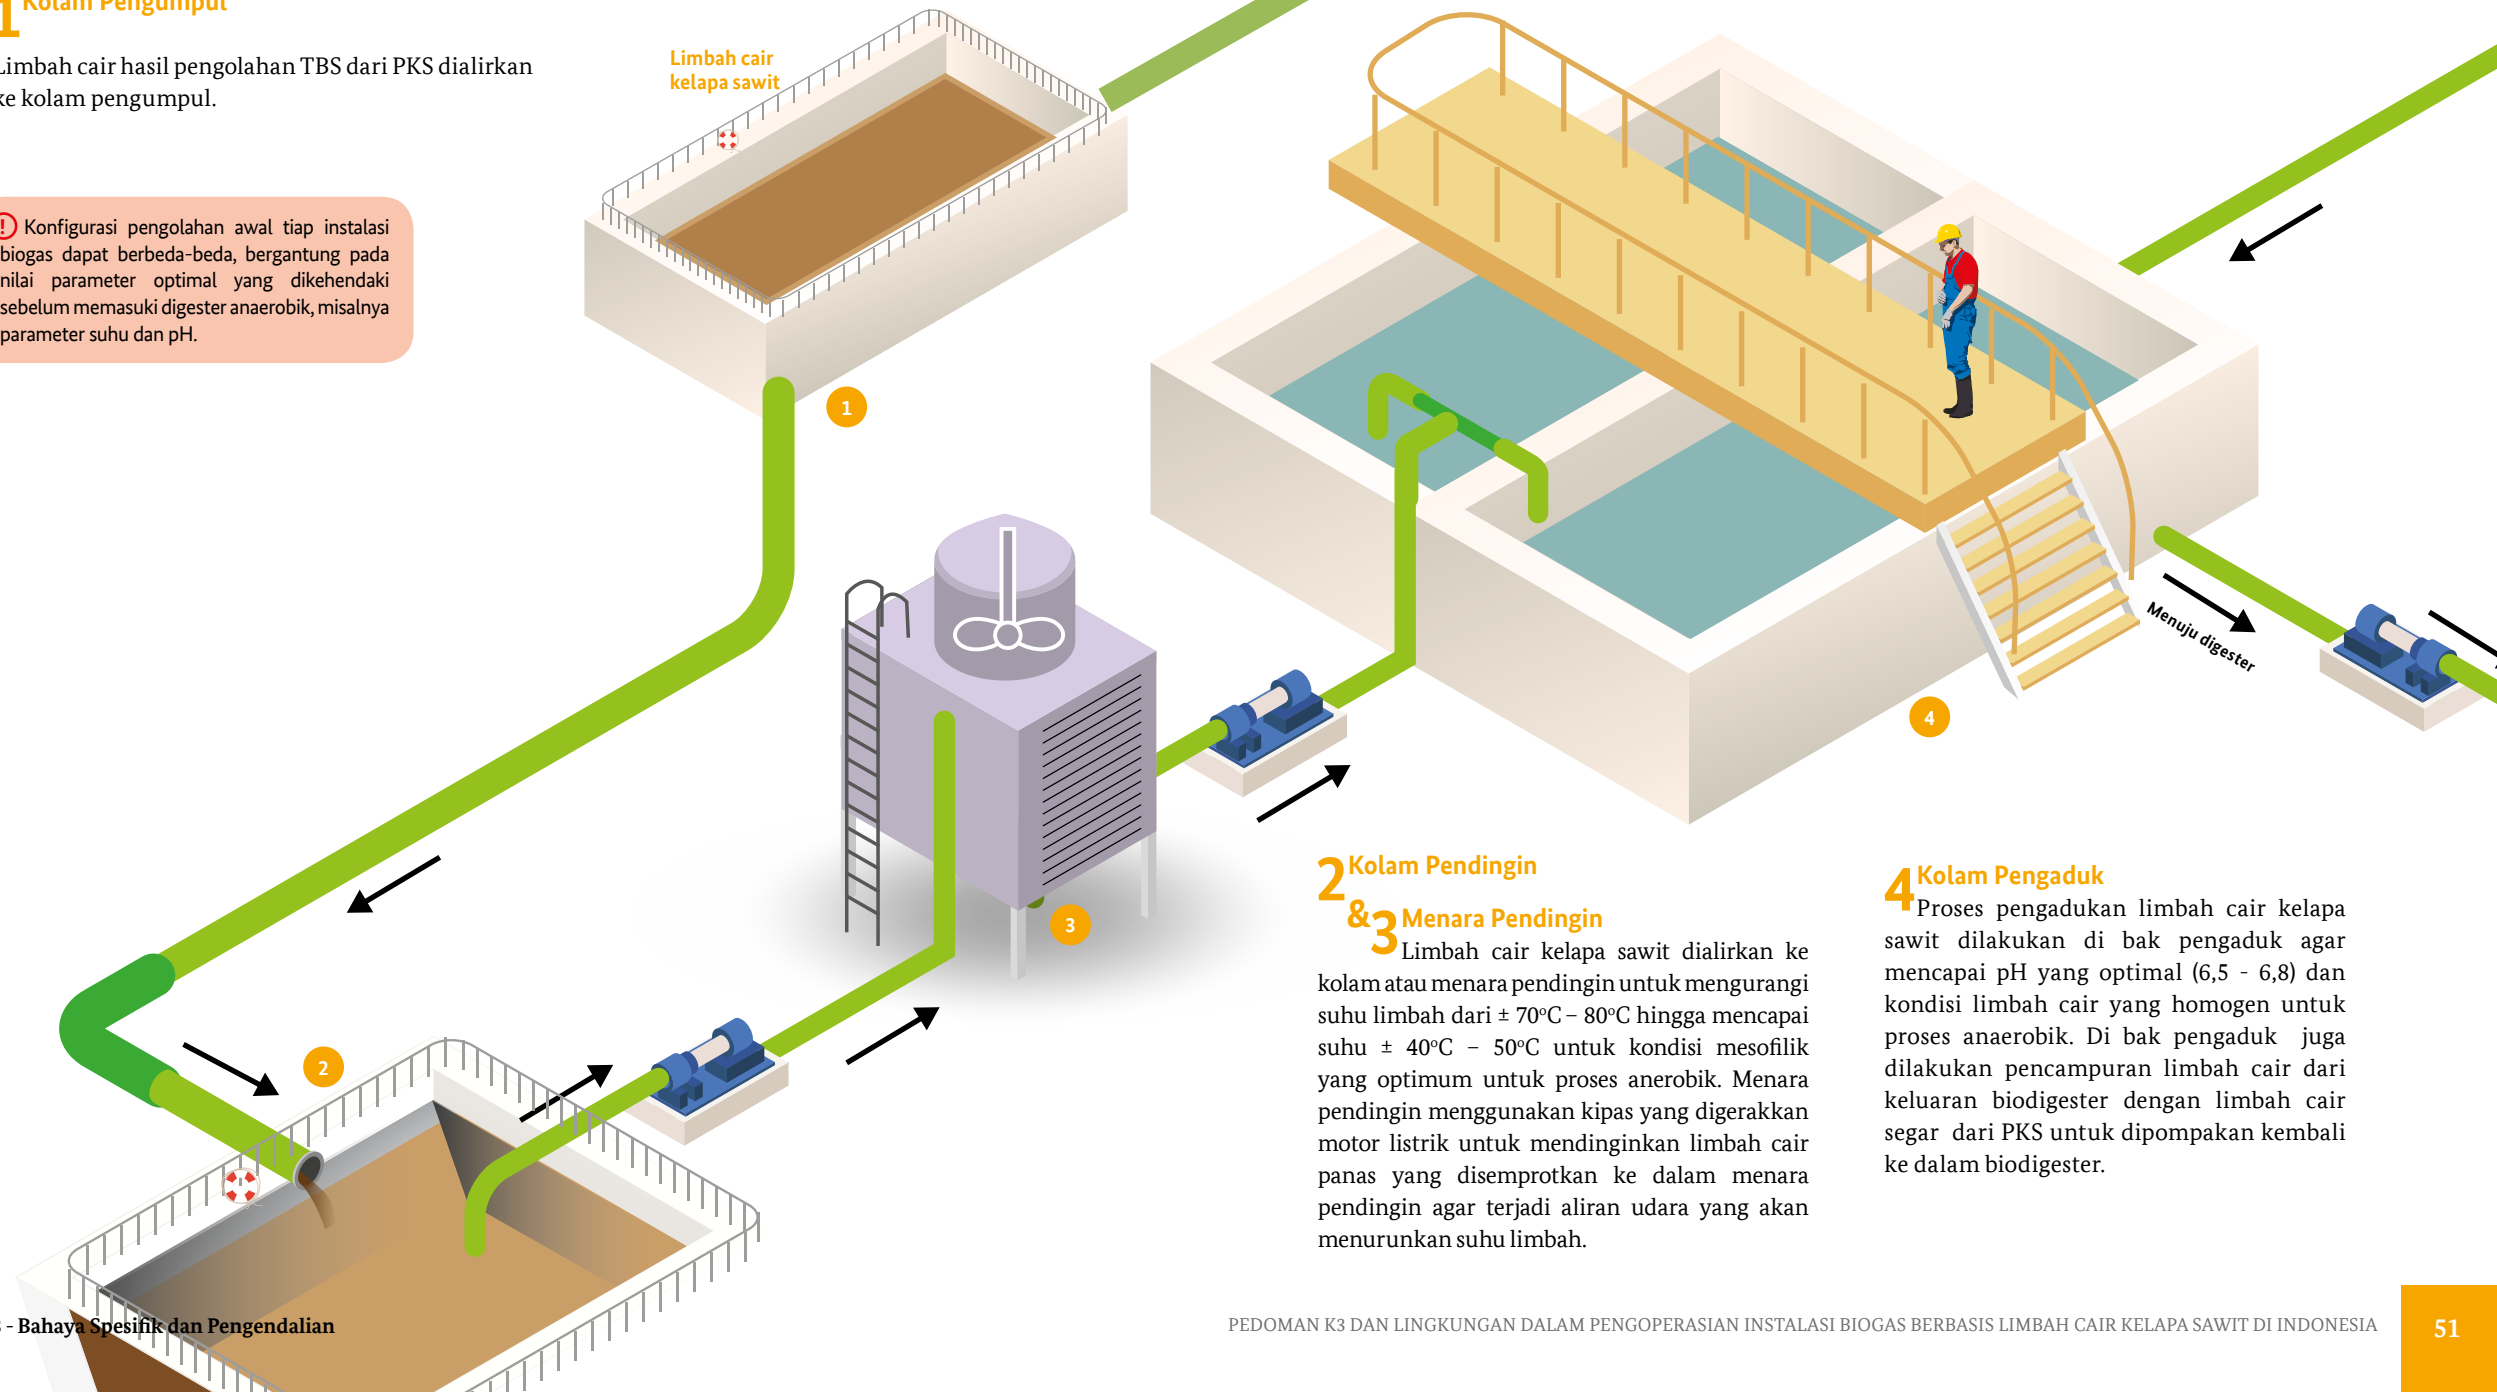 1 Kolam Pengumpul
Limbah cair hasil pengolahan TBS dari PKS dialirkan
ke kolam pengumpul.
Limbah cair
kelapa sawit
! Konfigurasi pengolahan awal tiap instalasi
biogas dapat berbeda-beda, bergantung pada
nilai parameter optimal yang dikehendaki
sebelum memasuki digester anaerobik, misalnya
parameter suhu dan pH.
1
Menuju digester
4
3
2
2 Kolam Pendingin
&3 Menara Pendingin
Limbah cair kelapa sawit dialirkan ke
kolam atau menara pendingin untuk mengurangi
suhu limbah dari ± 70°C – 80°C hingga mencapai
suhu ± 40°C – 50°C untuk kondisi mesofilik
yang optimum untuk proses anerobik. Menara
pendingin menggunakan kipas yang digerakkan
motor listrik untuk mendinginkan limbah cair
panas yang disemprotkan ke dalam menara
pendingin agar terjadi aliran udara yang akan
menurunkan suhu limbah.
4 Kolam Pengaduk
Proses pengadukan limbah cair kelapa
sawit dilakukan di bak pengaduk agar
mencapai pH yang optimal (6,5 - 6,8) dan
kondisi limbah cair yang homogen untuk
proses anaerobik. Di bak pengaduk juga
dilakukan pencampuran limbah cair dari
keluaran biodigester dengan limbah cair
segar dari PKS untuk dipompakan kembali
ke dalam biodigester.
- Bahaya Spesifik dan Pengendalian
PEDOMAN K3 DAN LINGKUNGAN DALAM PENGOPERASIAN INSTALASI BIOGAS BERBASIS LIMBAH CAIR KELAPA SAWIT DI INDONESIA
51